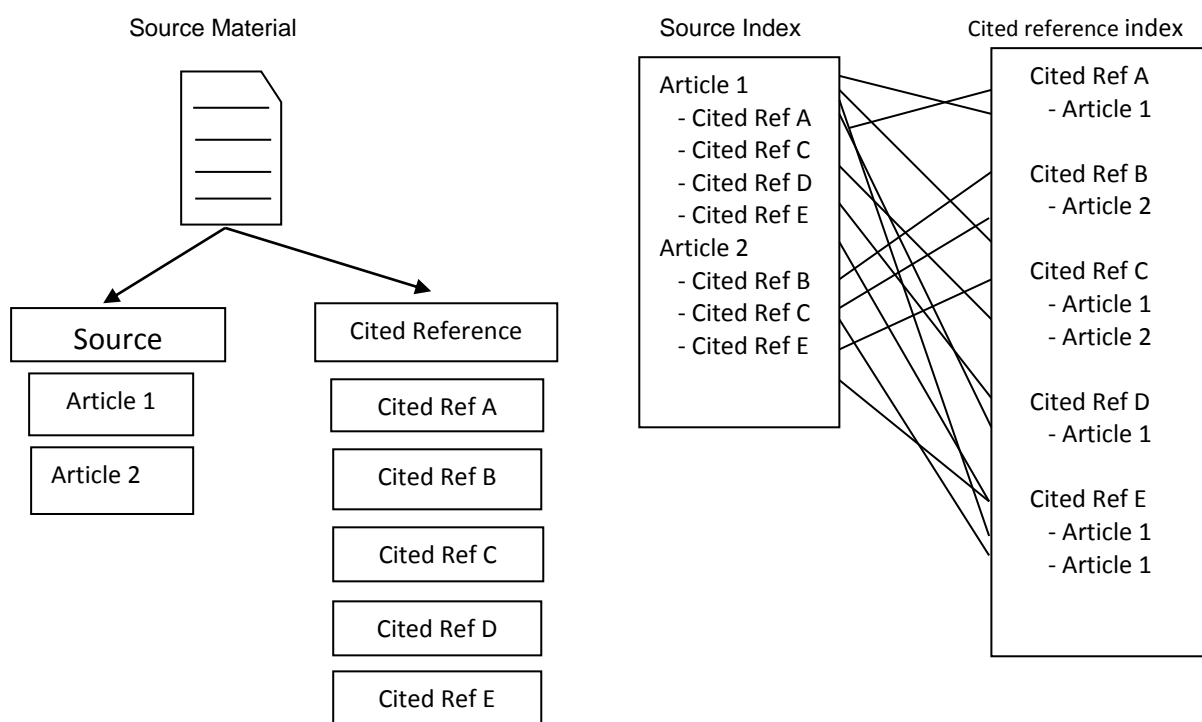 Source Material
Source
Article 1
Article 2
Cited Reference
Cited Ref A
Cited Ref B
Cited Ref C
Cited Ref D
Cited Ref E
Source Index
Article 1
- Cited Ref A
- Cited Ref C
- Cited Ref D
- Cited Ref E
Article 2
- Cited Ref B
- Cited Ref C
- Cited Ref E
Cited reference index
Cited Ref A
- Article 1
Cited Ref B
- Article 2
Cited Ref C
- Article 1
- Article 2
Cited Ref D
- Article 1
Cited Ref E
- Article 1
- Article 1